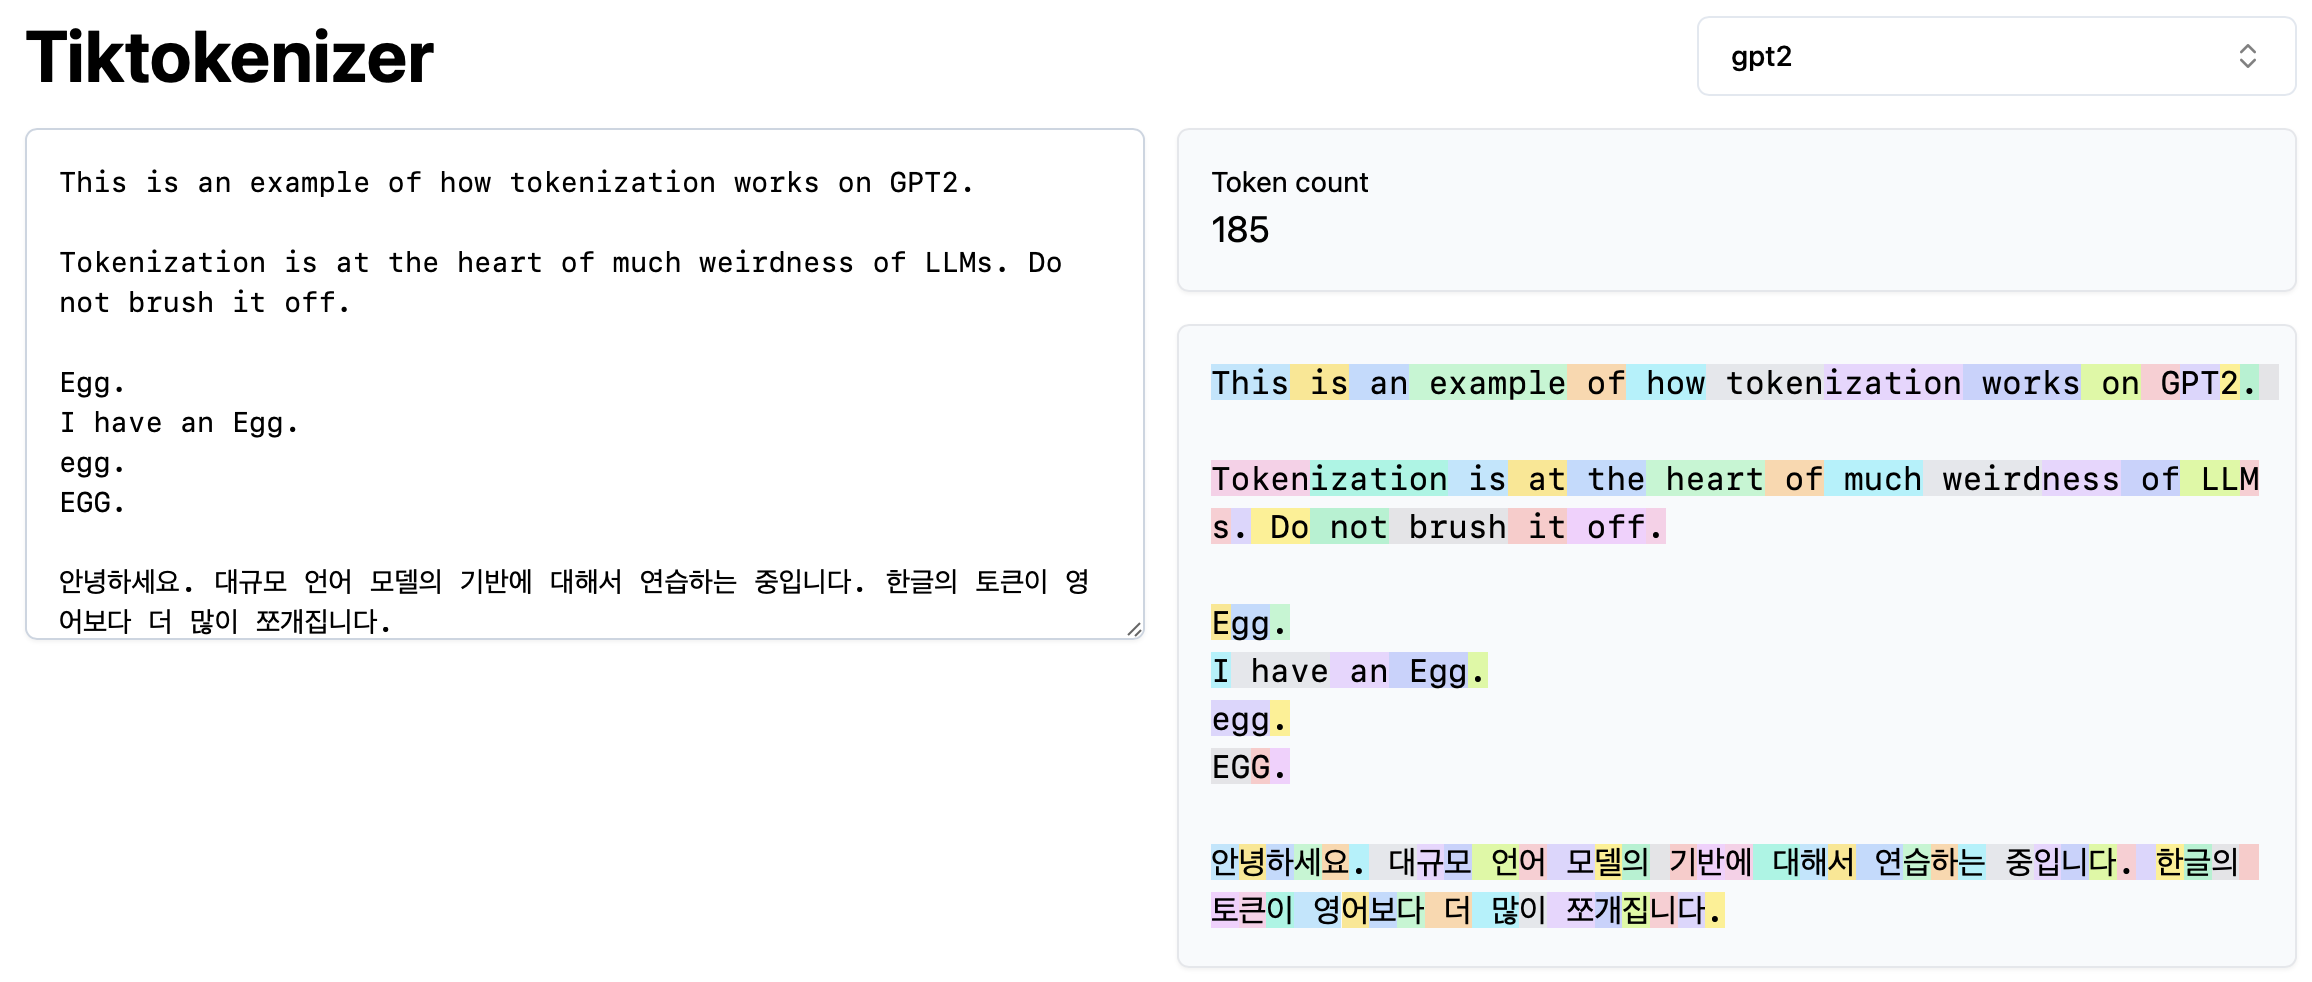 Tiktokenizer
gpt2
This is an example of how tokenization works on GPT2.
Tokenization is at the heart of much weirdness of LLMs. Do
not brush it off.
Egg.
I have an Egg.
egg.
EGG.
안녕하세요. 대규모 언어 모델의 기반에 대해서 연습하는 중입니다. 한글의 토큰이 영
어보다 더 많이 쪼개집니다.
Token count
185
This is an example of how tokenization works on GPT2.
Tokenization is at the heart of much weirdness of LLM
s. Do not brush it off.
Egg.
I have an Egg.
egg.
EGG.
안녕하세요. 대규모 언어 모델의 기반에 대해서 연습하는 중입니다. 한글의
토큰이 영어보다 더 많이 쪼개집니다.